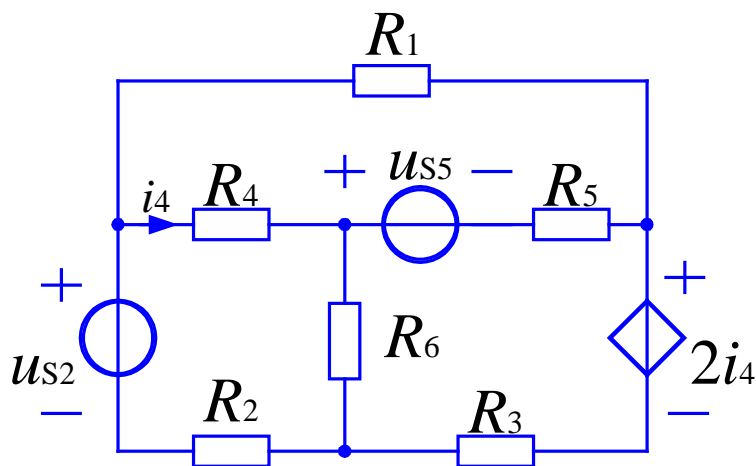 R1
+ uS5 −
i4 R4 R5
+ +
uS2 R6 2i4
− R2 R3 −